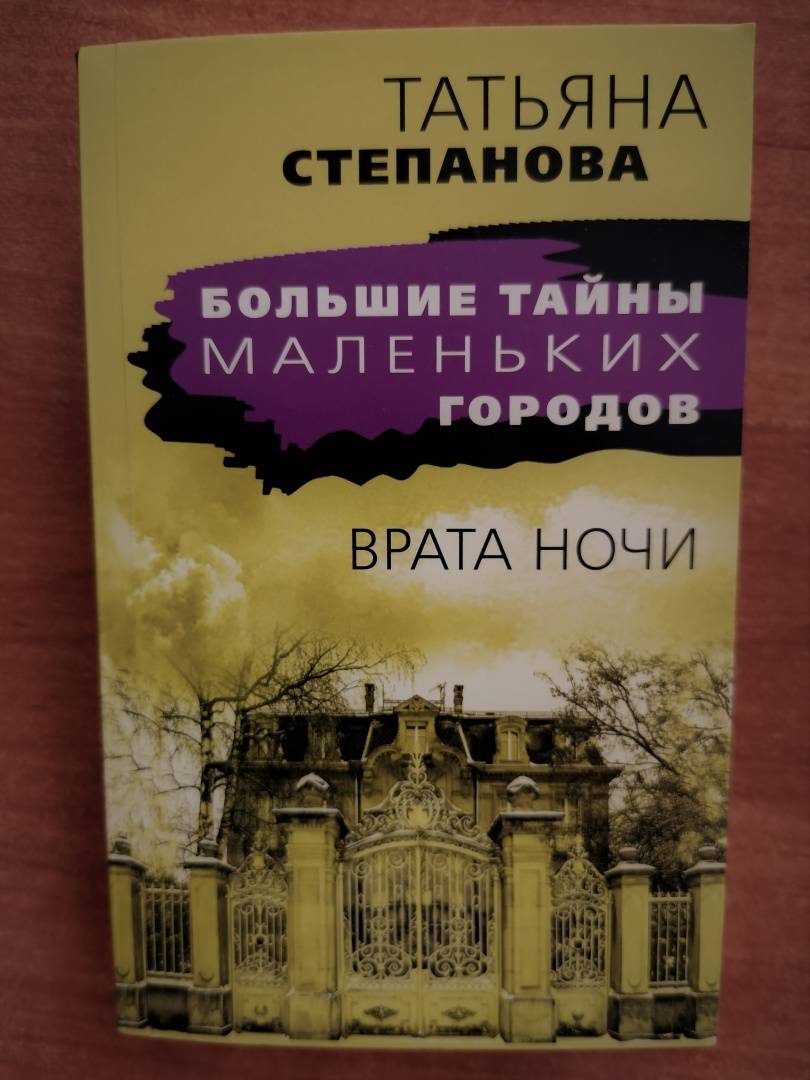 ТАТЬЯНА
СТЕПАНОВА
БОЛЬШИЕ ТАЙНЫ
МАЛЕНЬКИХ
ГОРОДОВ
ВРАТА НОЧИ